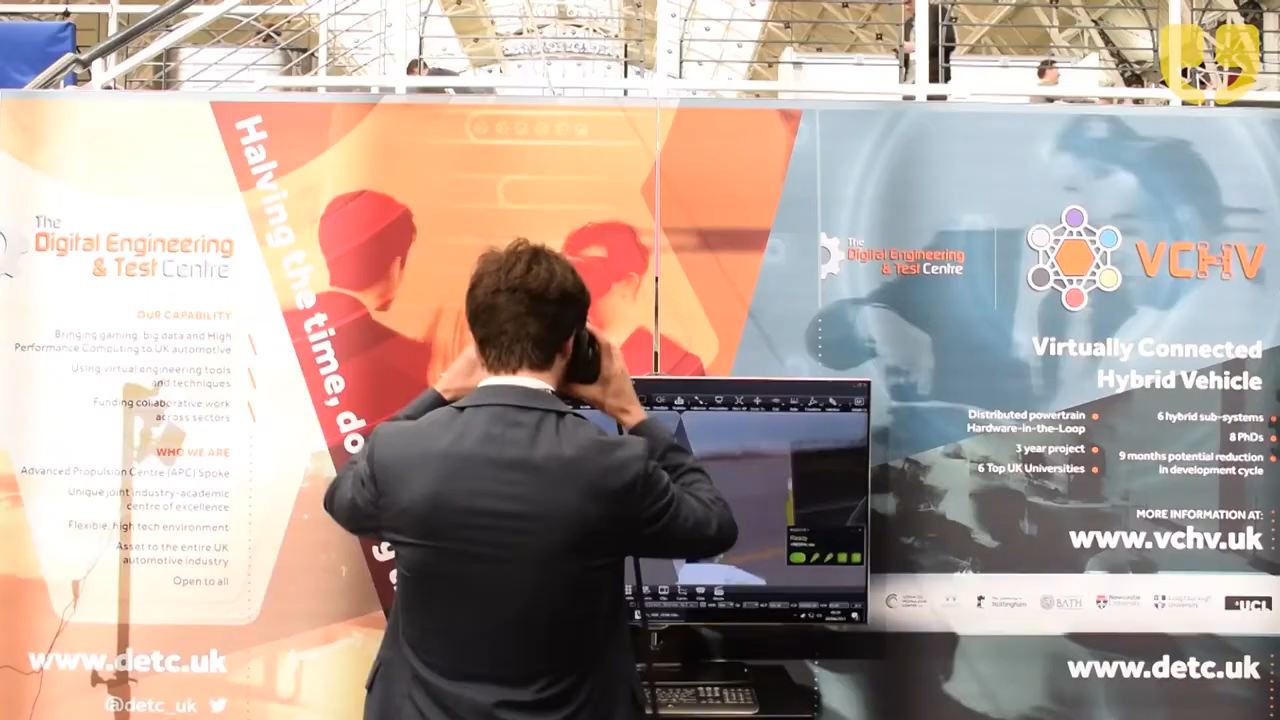 The
Digital Engineering
& Test Centre
OUR CAPABILITY
Bringing gaming, big data and High
Performance Computing to UK automotive
Using virtual engineering tools
and techniques
Funding collaborative work
across sectors
WHO WE ARE
Advanced Propulsion Centre (APC) Spoke
Unique joint industry-academic
centre of excellence
Flexible, high tech environment
Asset to the entire UK
automotive industry
Open to all
www.detc.uk
@detc_uk
Halving the time, do
The
Digital Engineering
& Test Centre
VCHV
Virtually Connected
Hybrid Vehicle
Distributed powertrain
Hardware-in-the-Loop
3 year project
6 Top UK Universities
6 hybrid sub-systems
8 PhDs
9 months potential reduction
in development cycle
MORE INFORMATION AT:
www.vchv.uk
Nottingham
BATH
Newcastle
University
Loughborough
University
UCL
www.detc.uk
Ready